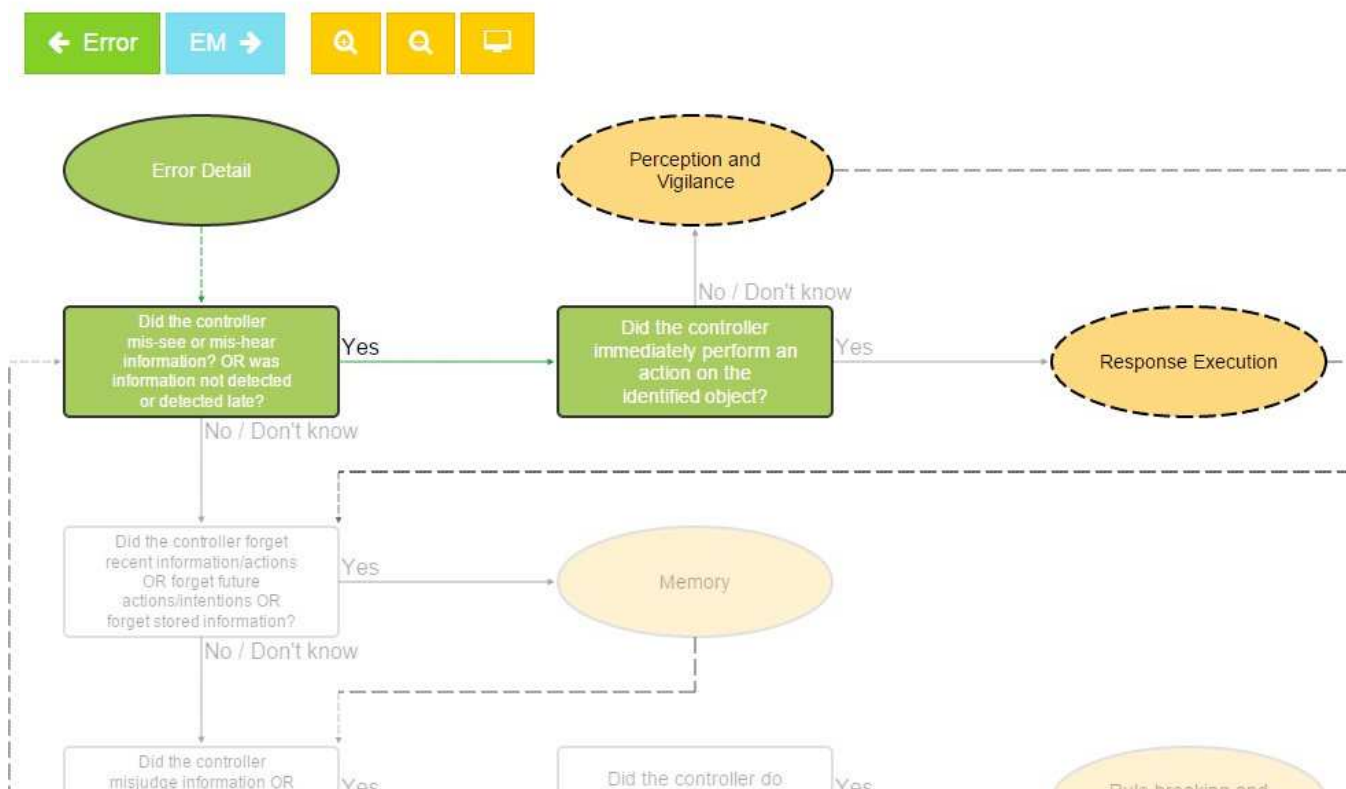 Error
EM
Error Detail
Perception and
Vigilance
No / Don't know
Did the controller
mis-see or mis-hear
information? OR was
information not detected
or detected late?
Yes
Did the controller
immediately perform an
action on the
identified object?
Yes
Response Execution
No / Don't know
Did the controller forget
recent information/actions
OR forget future
actions/intentions OR
forget stored information?
Yes
Memory
No / Don't know
Did the controller
misjudge information OR
Yes
Did the controller do
Yes
Rule breaking and